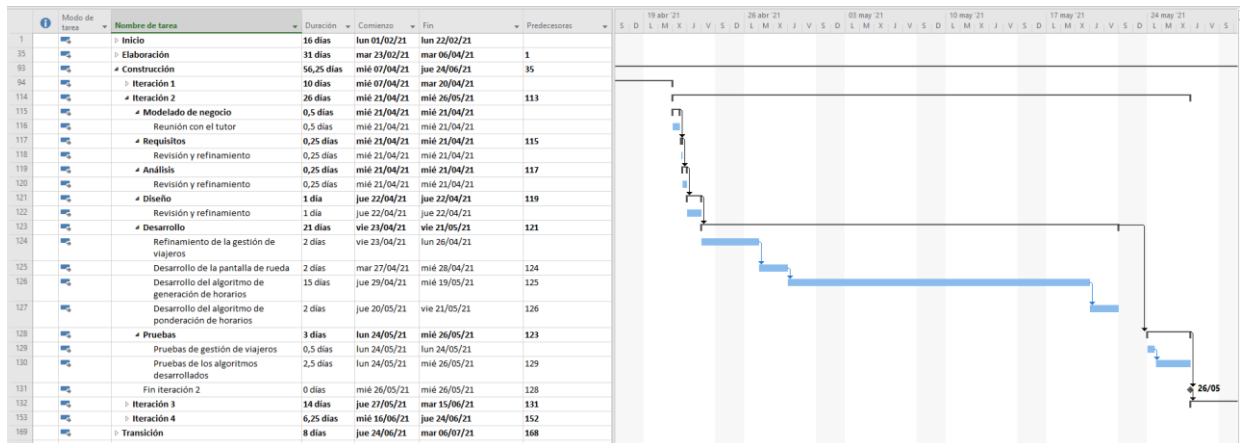 Modo de tarea Nombre de tarea Duración Comienzo Fin Predecesoras
19 abr '21 26 abr '21 03 may '21 10 may '21 17 may '21 24 may '21
S D L M X J V S D L M X J V S D L M X J V S D L M X J V S D L M X J V S D L M X J V S
1 Inicio 16 días lun 01/02/21 lun 22/02/21
35 Elaboración 31 días mar 23/02/21 mar 06/04/21 1
93 Construcción 56,25 días mié 07/04/21 jue 24/06/21 35
94 Iteración 1 10 días mié 07/04/21 mar 20/04/21
114 Iteración 2 26 días mié 21/04/21 mié 26/05/21 113
115 Modelado de negocio 0,5 días mié 21/04/21 mié 21/04/21
116 Reunión con el tutor 0,5 días mié 21/04/21 mié 21/04/21
117 Requisitos 0,25 días mié 21/04/21 mié 21/04/21 115
118 Revisión y refinamiento 0,25 días mié 21/04/21 mié 21/04/21
119 Análisis 0,25 días mié 21/04/21 mié 21/04/21 117
120 Revisión y refinamiento 0,25 días mié 21/04/21 mié 21/04/21
121 Diseño 1 día jue 22/04/21 jue 22/04/21 119
122 Revisión y refinamiento 1 día jue 22/04/21 jue 22/04/21
123 Desarrollo 21 días vie 23/04/21 vie 21/05/21 121
124 Refinamiento de la gestión de viajeros 2 días vie 23/04/21 lun 26/04/21
125 Desarrollo de la pantalla de rueda 2 días mar 27/04/21 mié 28/04/21 124
126 Desarrollo del algoritmo de generación de horarios 15 días jue 29/04/21 mié 19/05/21 125
127 Desarrollo del algoritmo de ponderación de horarios 2 días jue 20/05/21 vie 21/05/21 126
128 Pruebas 3 días lun 24/05/21 mié 26/05/21 123
129 Pruebas de gestión de viajeros 0,5 días lun 24/05/21 lun 24/05/21
130 Pruebas de los algoritmos desarrollados 2,5 días lun 24/05/21 mié 26/05/21 129
131 Fin iteración 2 0 días mié 26/05/21 mié 26/05/21 128 26/05
132 Iteración 3 14 días jue 27/05/21 mar 15/06/21 131
153 Iteración 4 6,25 días mié 16/06/21 jue 24/06/21 152
169 Transición 8 días jue 24/06/21 mar 06/07/21 168